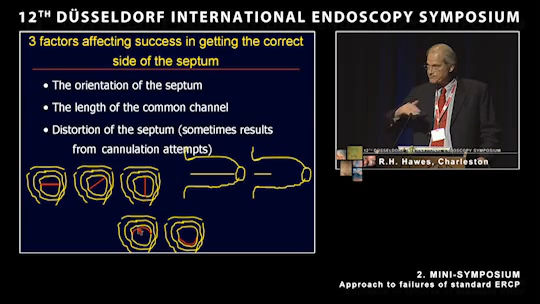 12TH DÜSSELDORF INTERNATIONAL ENDOSCOPY SYMPOSIUM
3 factors affecting success in getting the correct
side of the septum
• The orientation of the septum
• The length of the common channel
• Distortion of the septum (sometimes results
from cannulation attempts)
R.H. Hawes, Charleston
2. MINI-SYMPOSIUM
Approach to failures of standard ERCP